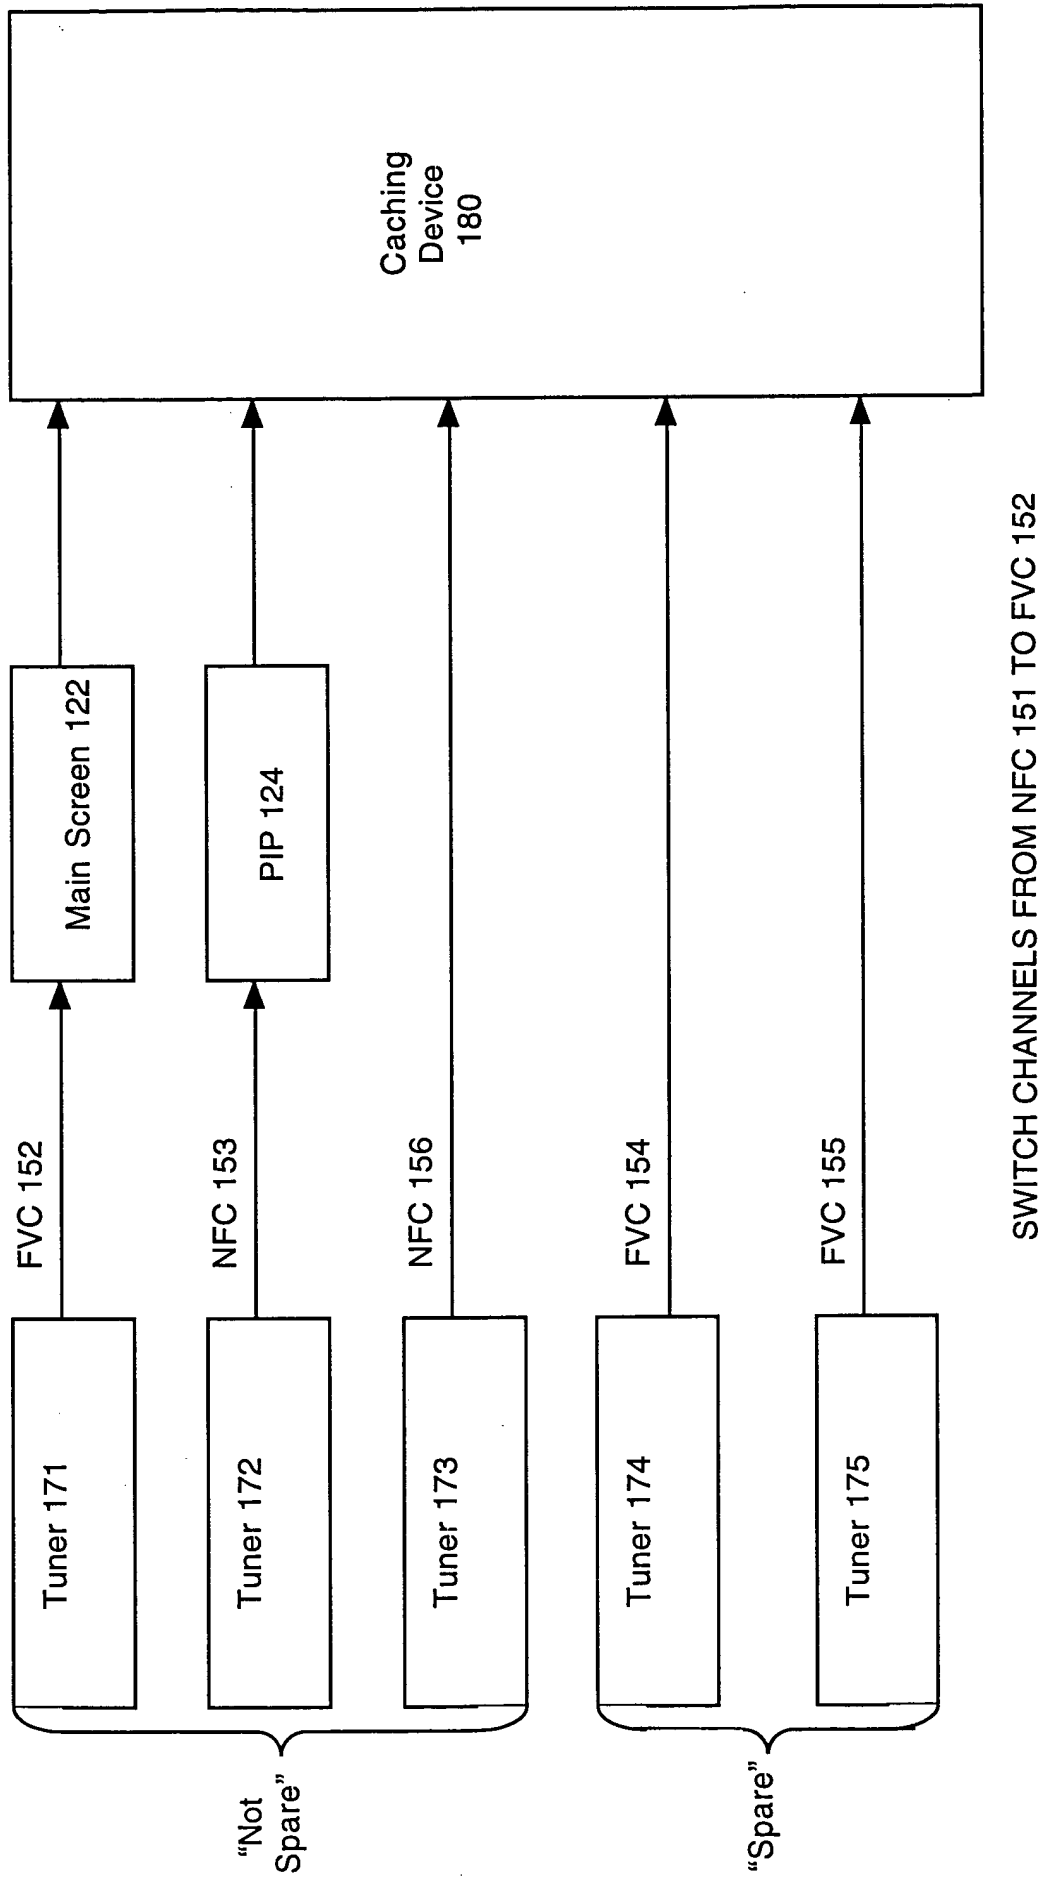 "Not
Spare"
Tuner 171
FVC 152
Main Screen 122
Tuner 172
NFC 153
PIP 124
Tuner 173
NFC 156
Caching
Device
180
"Spare"
Tuner 174
FVC 154
Tuner 175
FVC 155
SWITCH CHANNELS FROM NFC 151 TO FVC 152